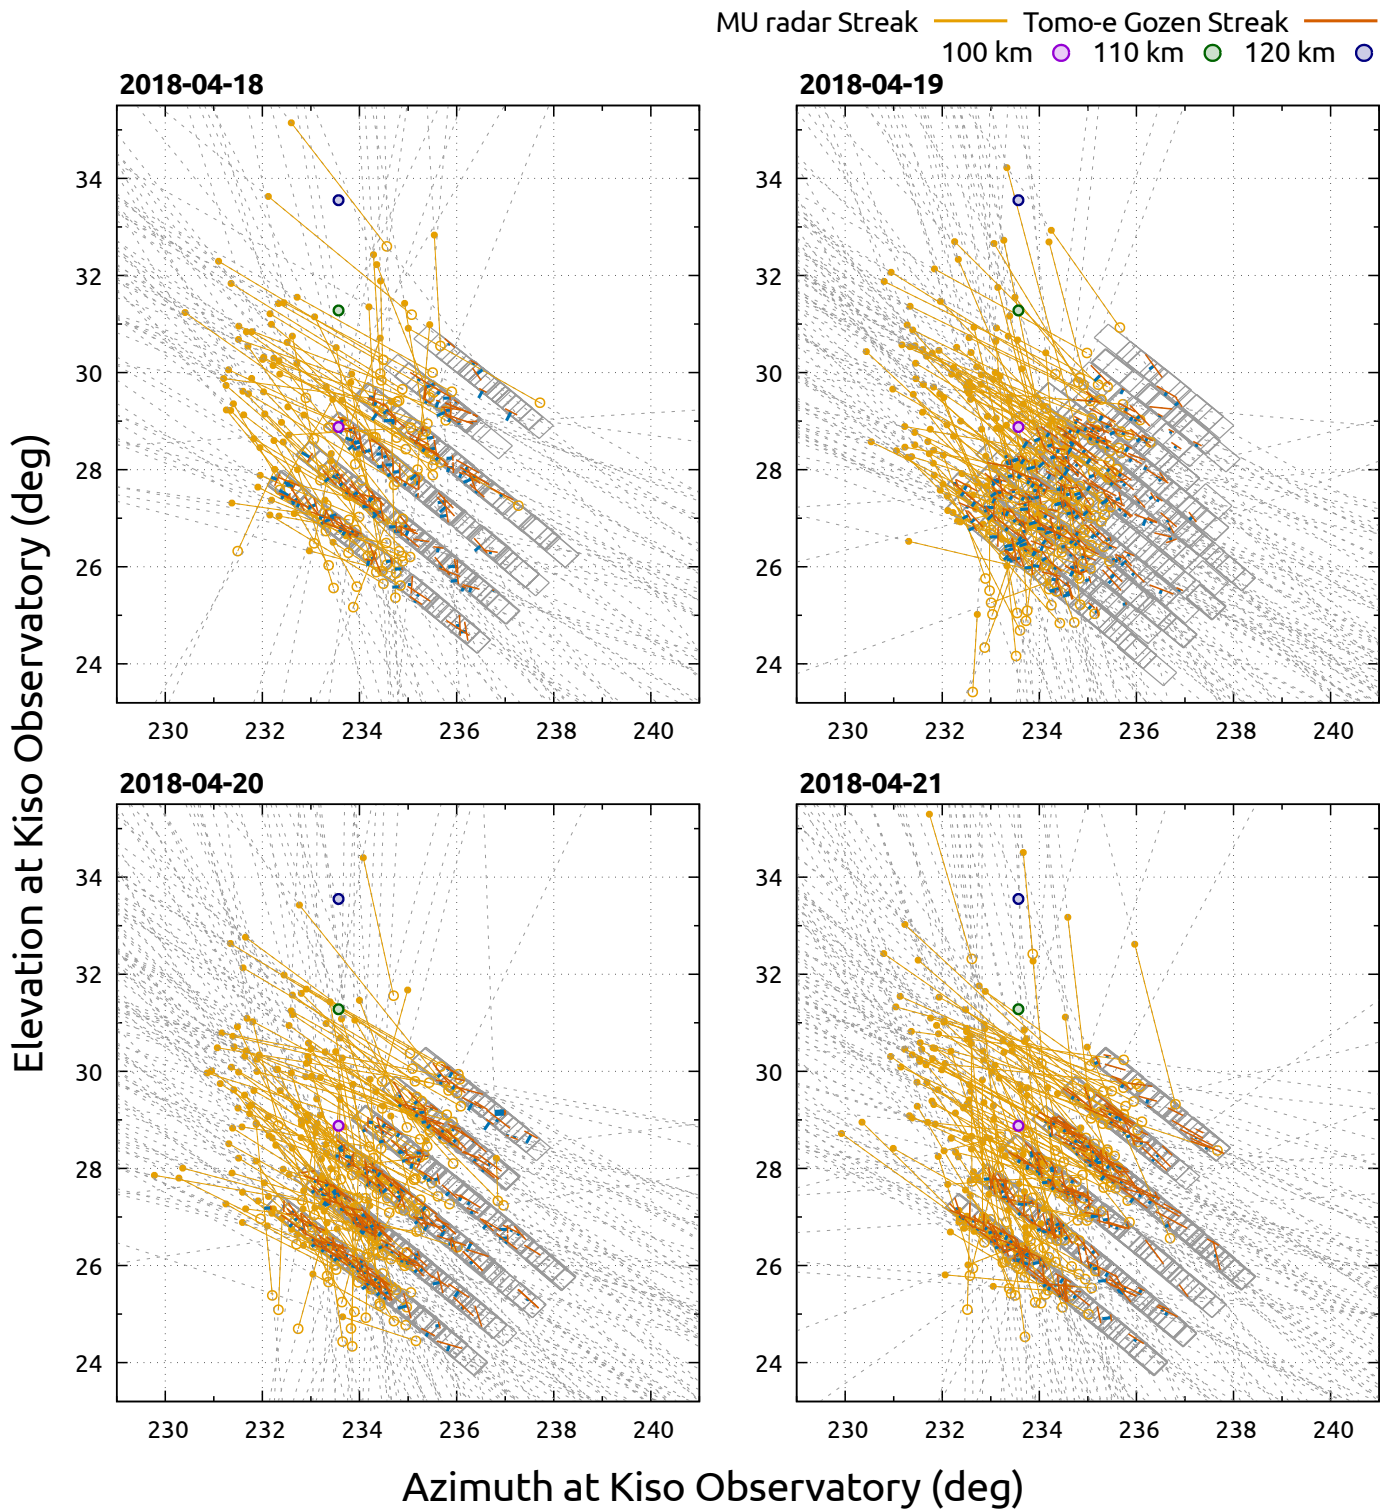 MU radar Streak Tomo-e Gozen Streak
100 km 110 km 120 km
2018-04-18 2018-04-19
34 34
32 32
30 30
28 28
26 26
24 24
230 232 234 236 238 240 230 232 234 236 238 240
2018-04-20 2018-04-21
34 34
32 32
30 30
28 28
26 26
24 24
230 232 234 236 238 240 230 232 234 236 238 240
Elevation at Kiso Observatory (deg)
Azimuth at Kiso Observatory (deg)